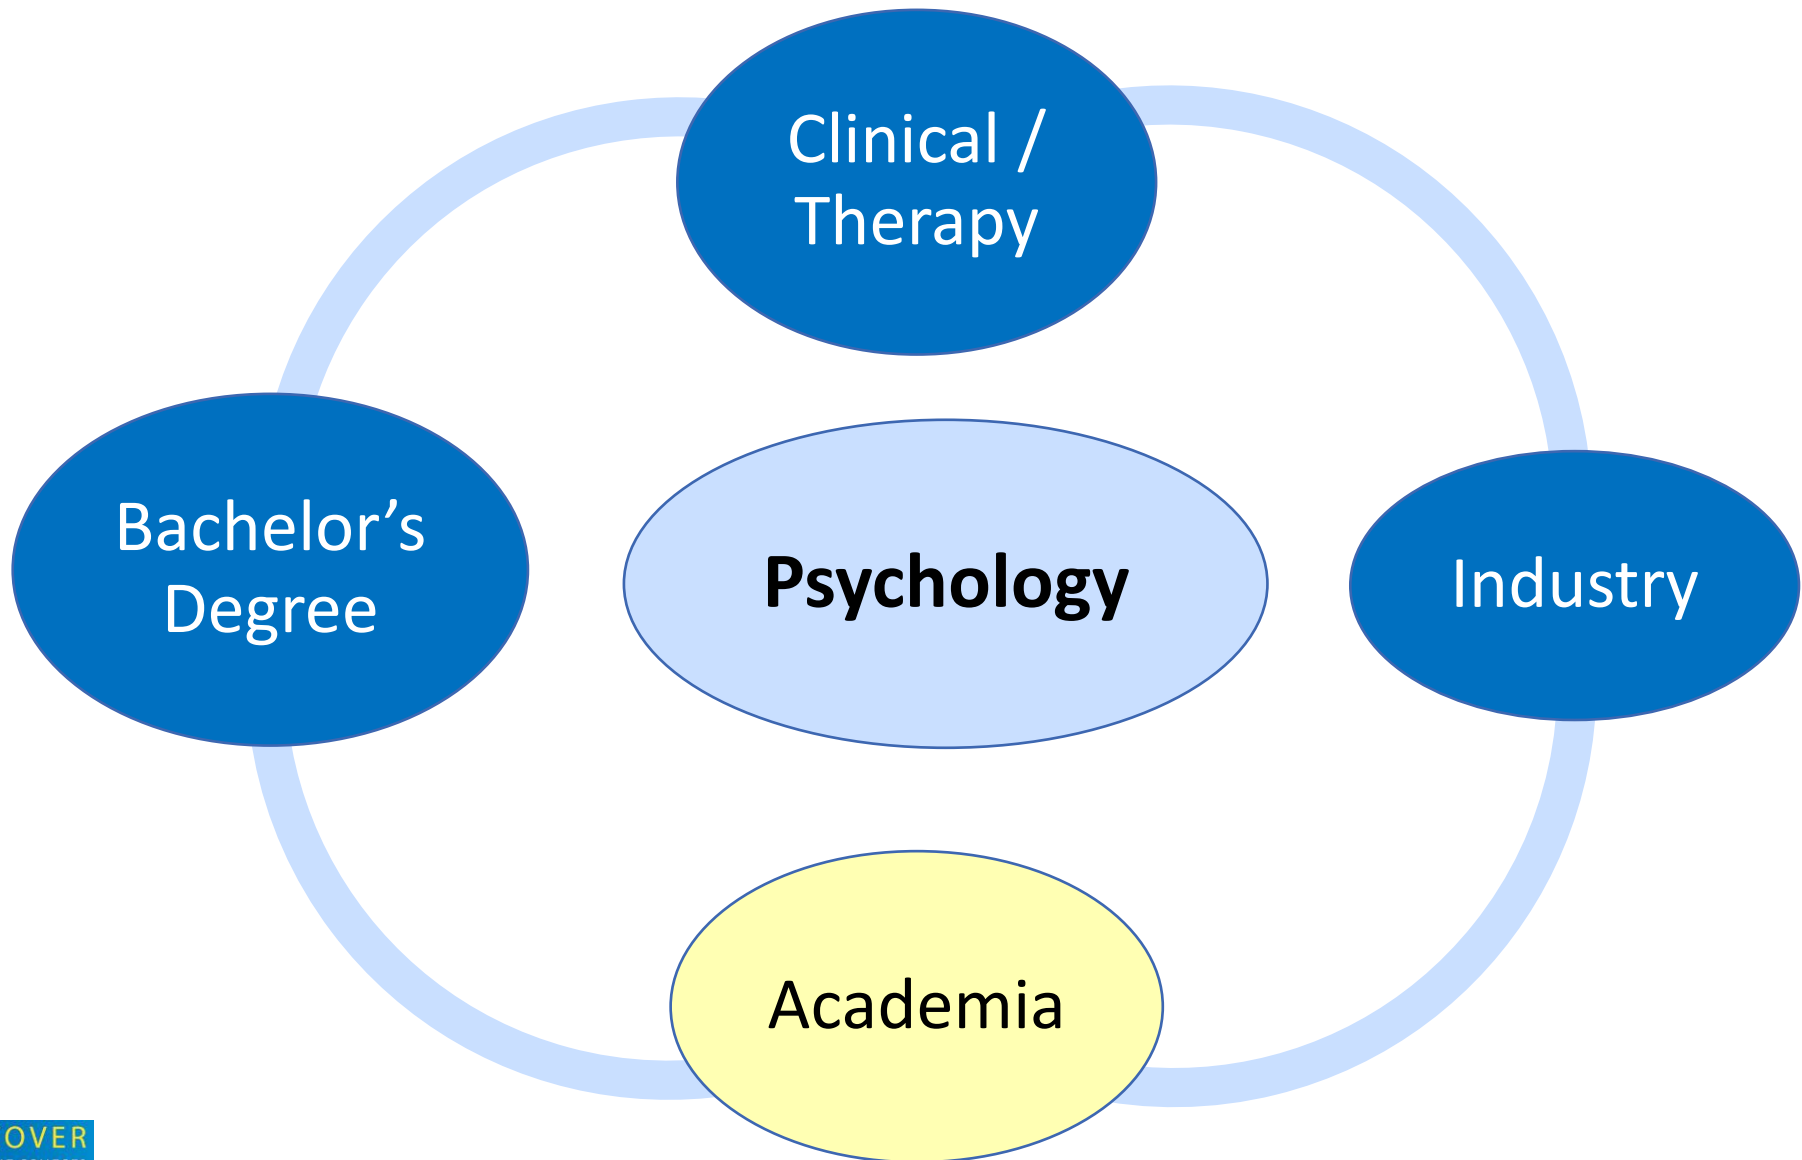 Clinical /
Therapy
Bachelor’s
Degree
Psychology
Industry
Academia
OVER